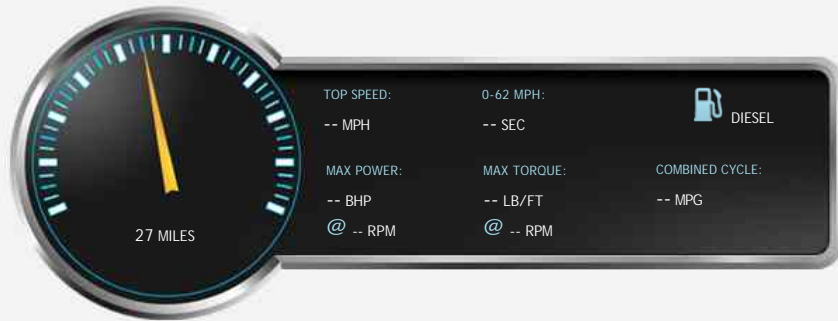 TOP SPEED:
0-62 MPH:
-- MPH
-- SEC
DIESEL
MAX POWER:
MAX TORQUE:
COMBINED CYCLE:
-- BHP
-- LB/FT
-- MPG
@ -- RPM
@ -- RPM
27 MILES